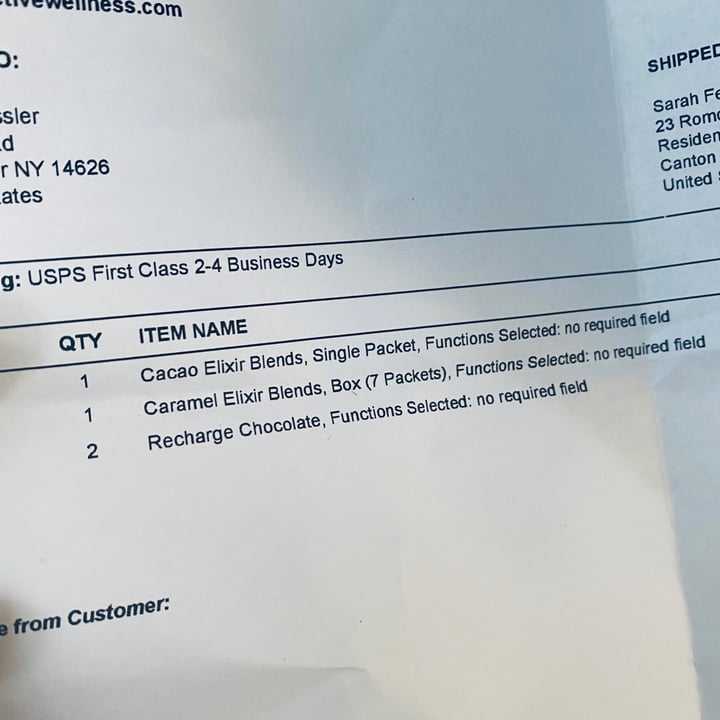 tivewellness.com
O:
SHIPPED
ssler
Sarah Fe
d
23 Romo
r NY 14626
Residen
ates
Canton
United
g: USPS First Class 2-4 Business Days
QTY ITEM NAME
1 Cacao Elixir Blends, Single Packet, Functions Selected: no required field
1 Caramel Elixir Blends, Box (7 Packets), Functions Selected: no required field
2 Recharge Chocolate, Functions Selected: no required field
e from Customer: